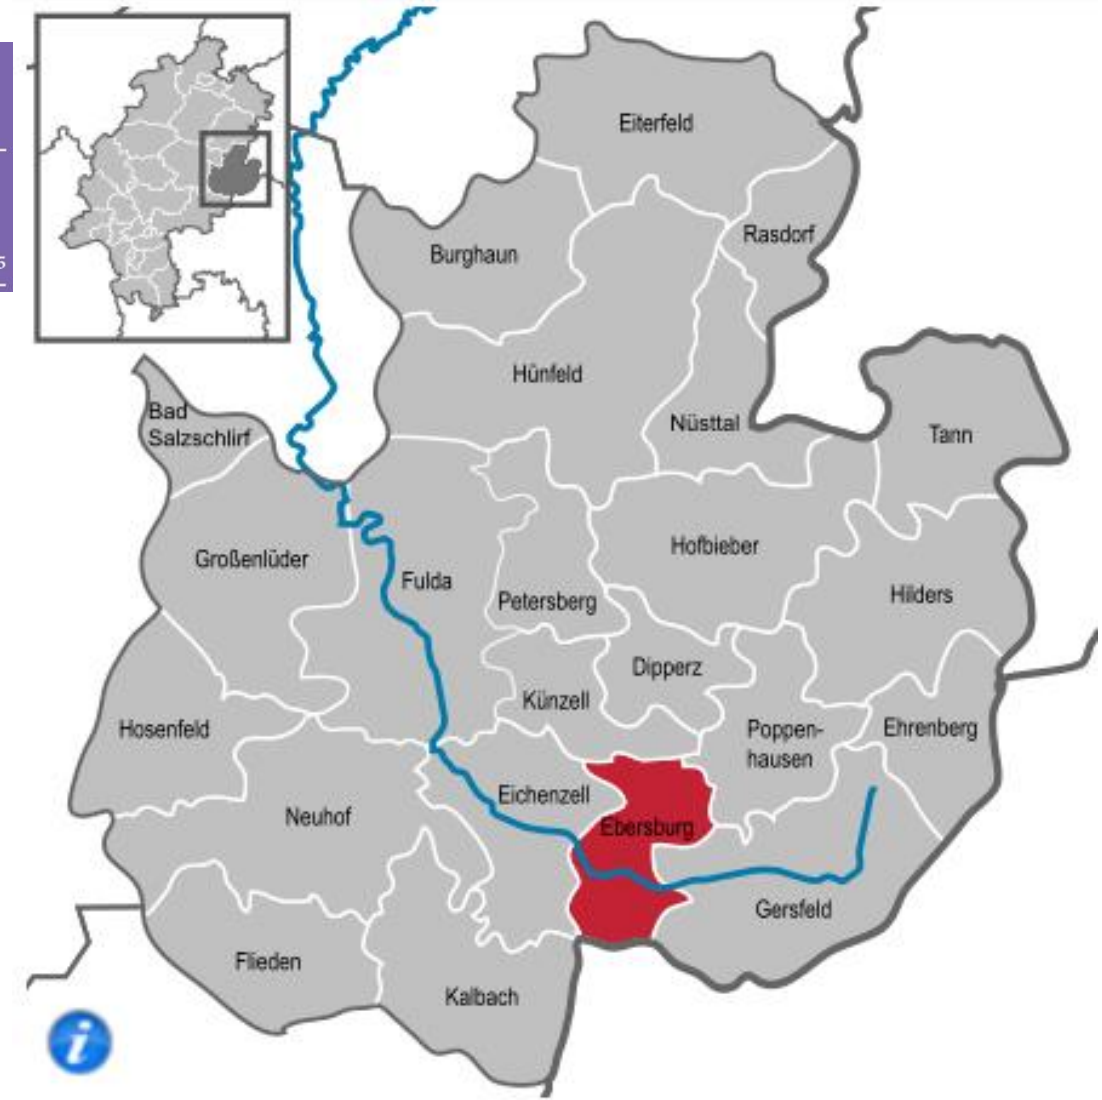 Eiterfeld
Rasdorf
Burghaun
Hünfeld
Bad
Salzschlirf
Nüsttal
Tann
Großenlüder
Fulda
Petersberg
Hofbieber
Hilders
Dipperz
Künzell
Hosenfeld
Poppen-
hausen
Ehrenberg
Eichenzell
Neuhof
Ebersburg
Gersfeld
Flieden
Kalbach
i
5